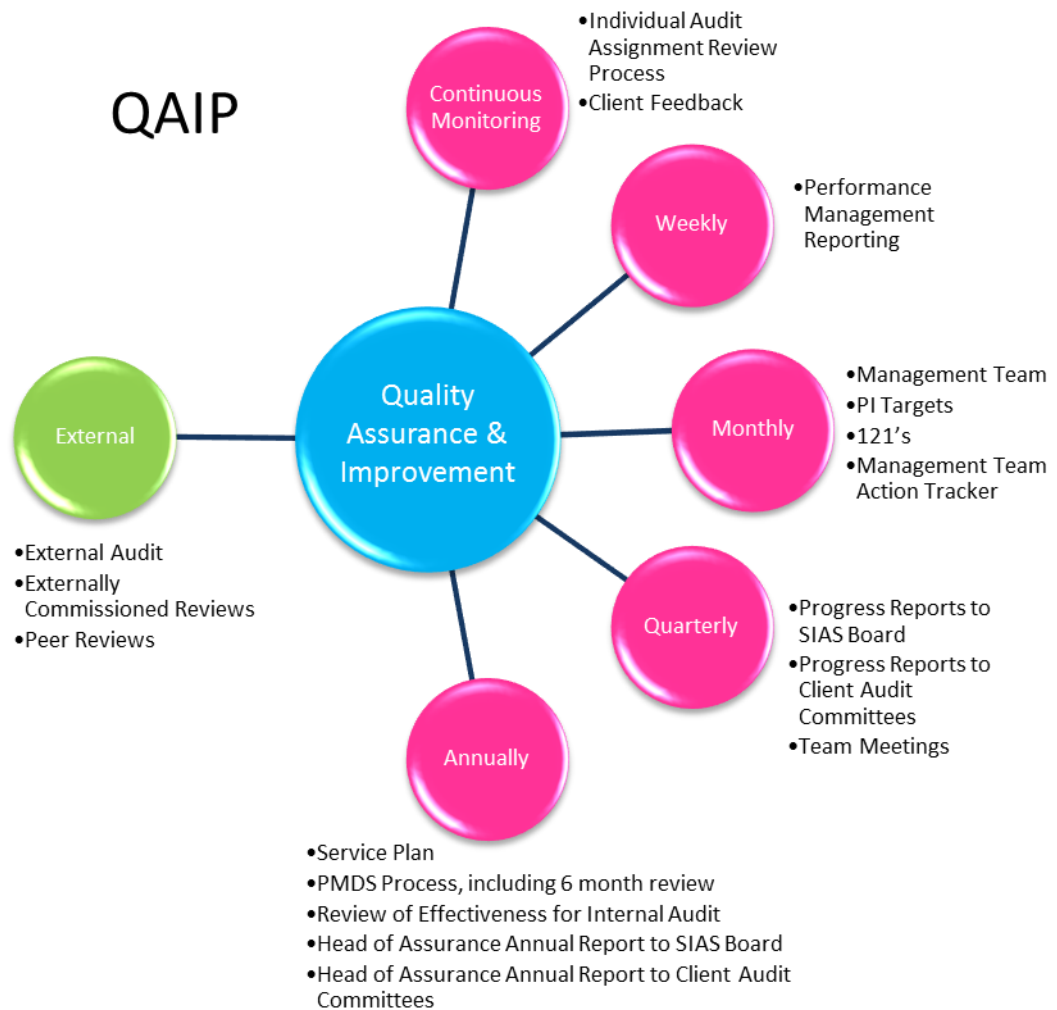 QAIP
Continuous
Monitoring
•Individual Audit
Assignment Review
Process
•Client Feedback
Weekly
•Performance
Management
Reporting
Monthly
•Management Team
•PI Targets
•121’s
•Management Team
Action Tracker
Quarterly
•Progress Reports to
SIAS Board
•Progress Reports to
Client Audit
Committees
•Team Meetings
Annually
•Service Plan
•PMDS Process, including 6 month review
•Review of Effectiveness for Internal Audit
•Head of Assurance Annual Report to SIAS Board
•Head of Assurance Annual Report to Client Audit
Committees
External
•External Audit
•Externally
Commissioned Reviews
•Peer Reviews
Quality
Assurance &
Improvement